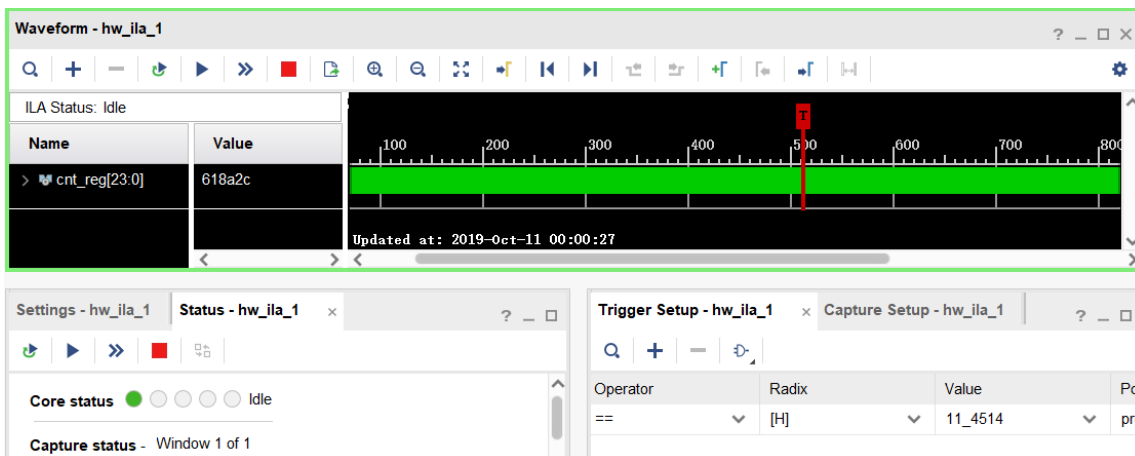 Waveform - hw_ila_1
ILA Status: Idle
Name Value
100 200 300 400 500 600 700 800
cnt_reg[23:0] 618a2c
Updated at: 2019-Oct-11 00:00:27
Settings - hw_ila_1 Status - hw_ila_1
Trigger Setup - hw_ila_1 Capture Setup - hw_ila_1
Operator Radix Value
== [H] 11_4514
Core status Idle
Capture status - Window 1 of 1